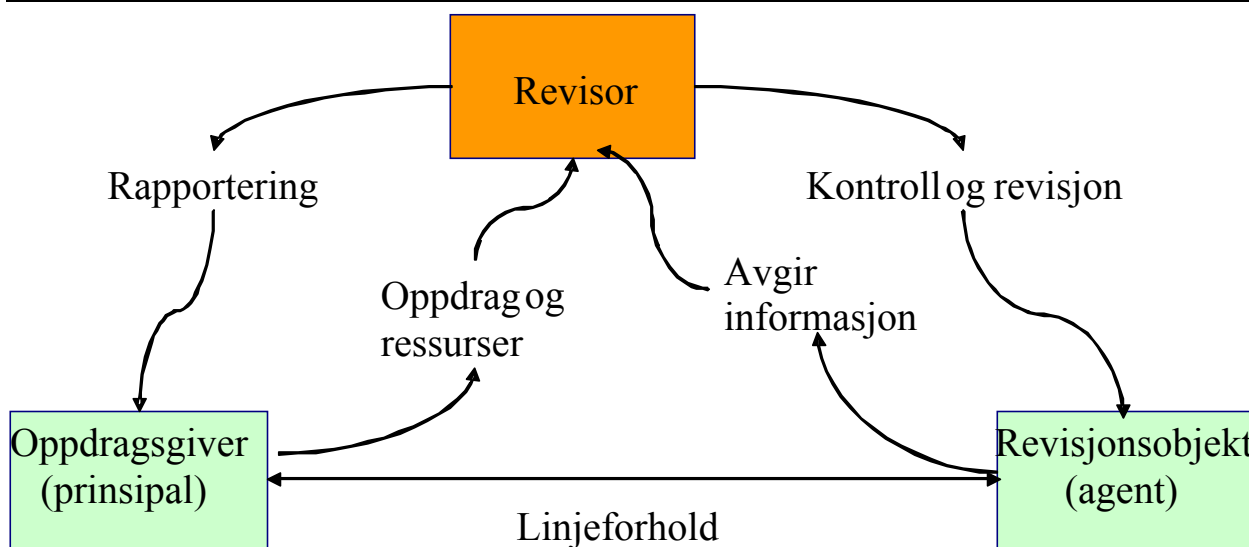 Revisor
Rapportering
Kontroll og revisjon
Oppdrag og
ressurser
Avgir
informasjon
Oppdragsgiver
(prinsipal)
Revisjonsobjekt
(agent)
Linjeforhold